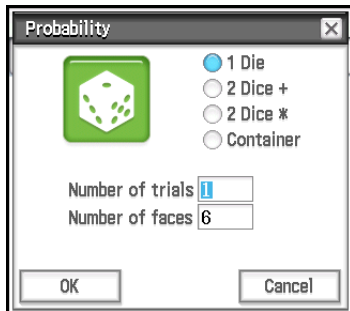 Probability
1 Die
2 Dice +
2 Dice *
Container
Number of trials 1
Number of faces 6
OK Cancel